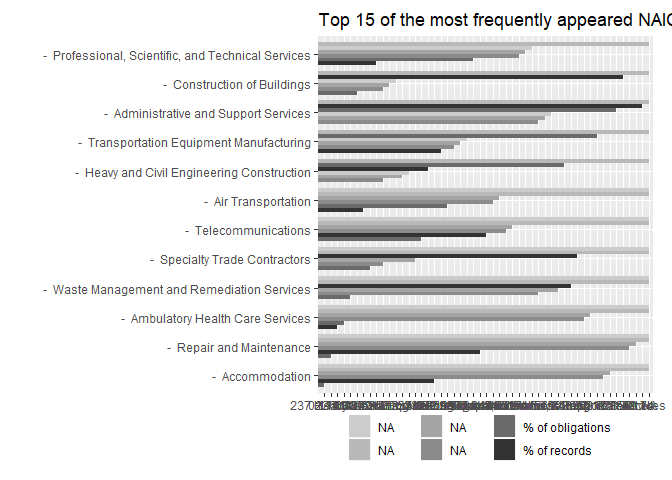 Top 15 of the most frequently appeared NAIC
- Professional, Scientific, and Technical Services
- Construction of Buildings
- Administrative and Support Services
- Transportation Equipment Manufacturing
- Heavy and Civil Engineering Construction
- Air Transportation
- Telecommunications
- Specialty Trade Contractors
- Waste Management and Remediation Services
- Ambulatory Health Care Services
- Repair and Maintenance
- Accommodation
NA NA % of obligations
NA NA % of records